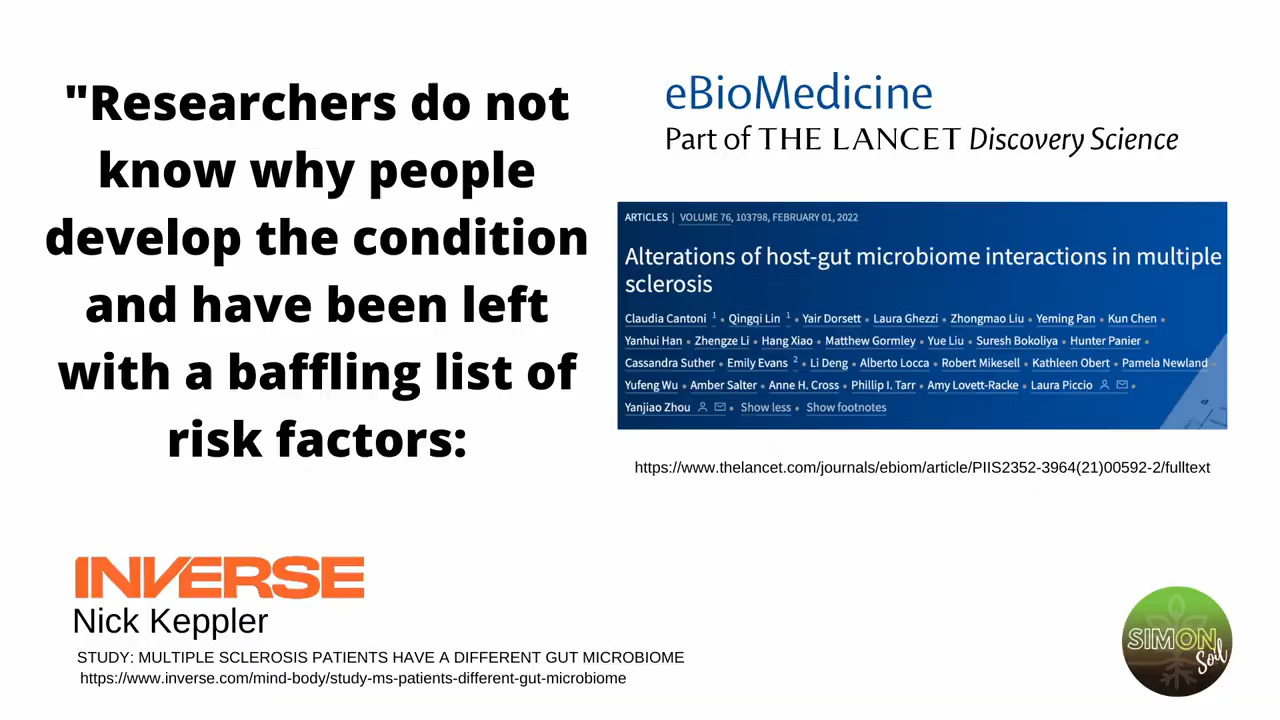 "Researchers do not
know why people
develop the condition
and have been left
with a baffling list of
risk factors:
eBioMedicine
Part of THE LANCET Discovery Science
ARTICLES | VOLUME 76, 103798, FEBRUARY 01, 2022
Alterations of host-gut microbiome interactions in multiple
sclerosis
Claudia Cantoni 1 • Qingqi Lin 1 • Yair Dorsett • Laura Ghezzi • Zhongmao Liu • Yeming Pan • Kun Chen •
Yanhui Han • Zhengze Li • Hang Xiao • Matthew Gormley • Yue Liu • Suresh Bokoliya • Hunter Panier •
Cassandra Suther • Emily Evans 2 • Li Deng • Alberto Locca • Robert Mikesell • Kathleen Obert • Pamela Newland •
Yufeng Wu • Amber Salter • Anne H. Cross • Phillip I. Tarr • Amy Lovett-Racke • Laura Piccio •
Yanjiao Zhou • Show less • Show footnotes
https://www.thelancet.com/journals/ebiom/article/PIIS2352-3964(21)00592-2/fulltext
INVERSE
Nick Keppler
STUDY: MULTIPLE SCLEROSIS PATIENTS HAVE A DIFFERENT GUT MICROBIOME
https://www.inverse.com/mind-body/study-ms-patients-different-gut-microbiome
SIMON
Soil